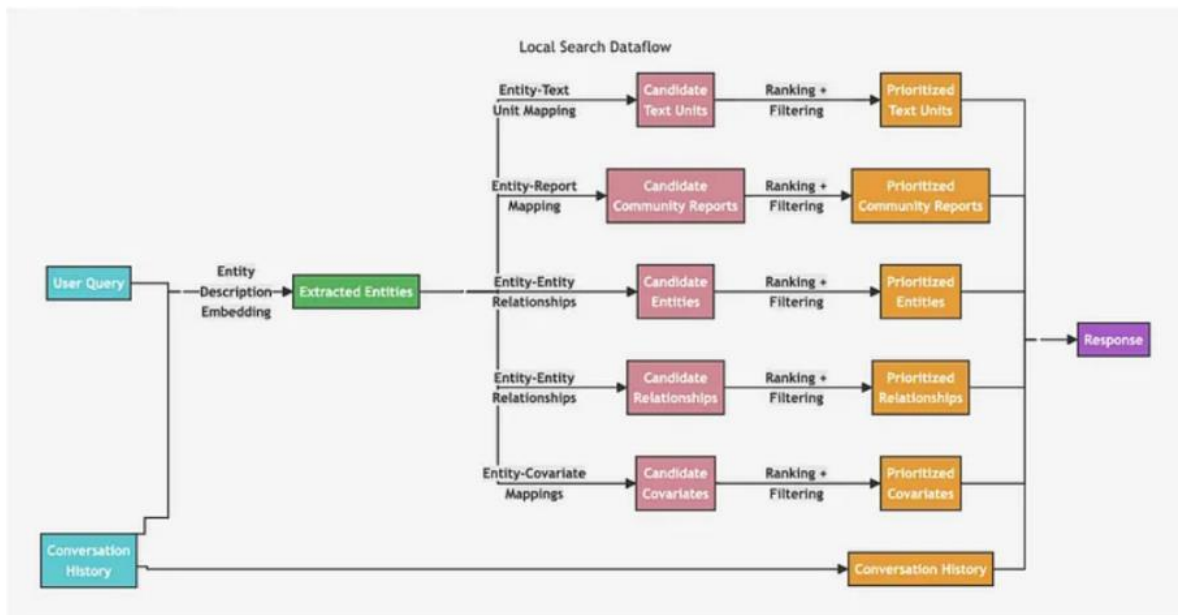 Local Search Dataflow
Entity-Text
Unit Mapping
Candidate
Text Units
Ranking +
Filtering
Prioritized
Text Units
Entity-Report
Mapping
Candidate
Community Reports
Ranking +
Filtering
Prioritized
Community Reports
User Query
Entity
Description
Embedding
Extracted Entities
Entity-Entity
Relationships
Candidate
Entities
Ranking +
Filtering
Prioritized
Entities
Response
Entity-Entity
Relationships
Candidate
Relationships
Ranking +
Filtering
Prioritized
Relationships
Entity-Covariate
Mappings
Candidate
Covariates
Ranking +
Filtering
Prioritized
Covariates
Conversation
History
Conversation History